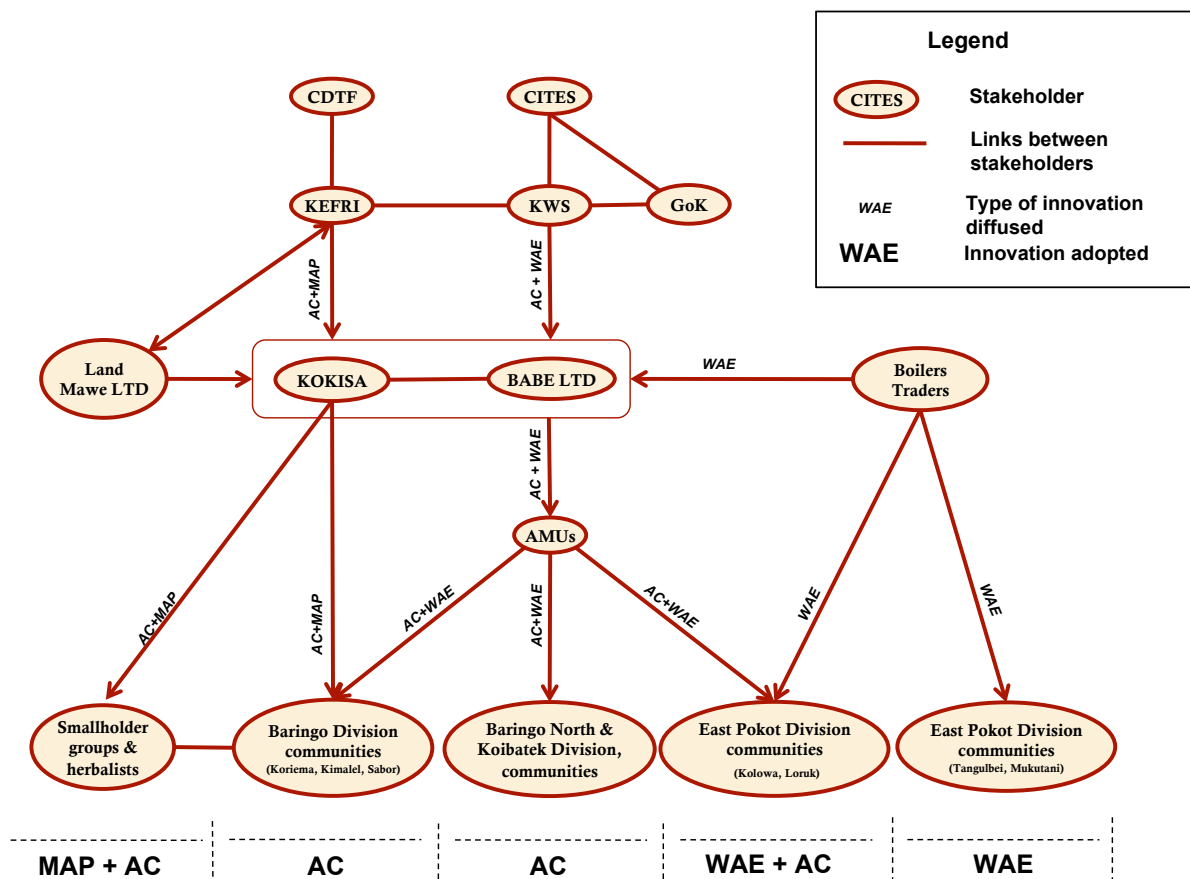 Legend
CITES
Stakeholder
Links between
stakeholders
WAE
Type of innovation
diffused
WAE
Innovation adopted
CDTF
CITES
KEFRI
KWS
GoK
AC+MAP
AC + WAE
Land
Mawe LTD
KOKISA
BABE LTD
WAE
Boilers
Traders
AC + WAE
AMUs
AC+MAP
AC+MAP
AC+WAE
AC+WAE
AC+WAE
WAE
WAE
Smallholder
groups &
herbalists
Baringo Division
communities
(Koriema, Kimalel, Sabor)
Baringo North &
Koibatek Division,
communities
East Pokot Division
communities
(Kolowa, Loruk)
East Pokot Division
communities
(Tangulbei, Mukutani)
MAP + AC
AC
AC
WAE + AC
WAE